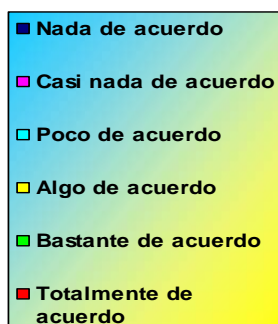 Nada de acuerdo
Casi nada de acuerdo
Poco de acuerdo
Algo de acuerdo
Bastante de acuerdo
Totalmente de
acuerdo